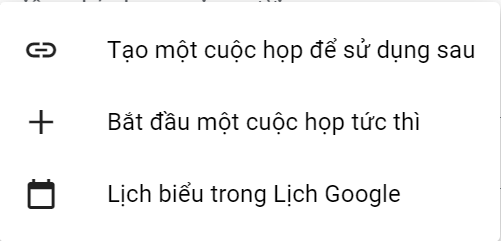 Tạo một cuộc họp để sử dụng sau
Bắt đầu một cuộc họp tức thì
Lịch biểu trong Lịch Google